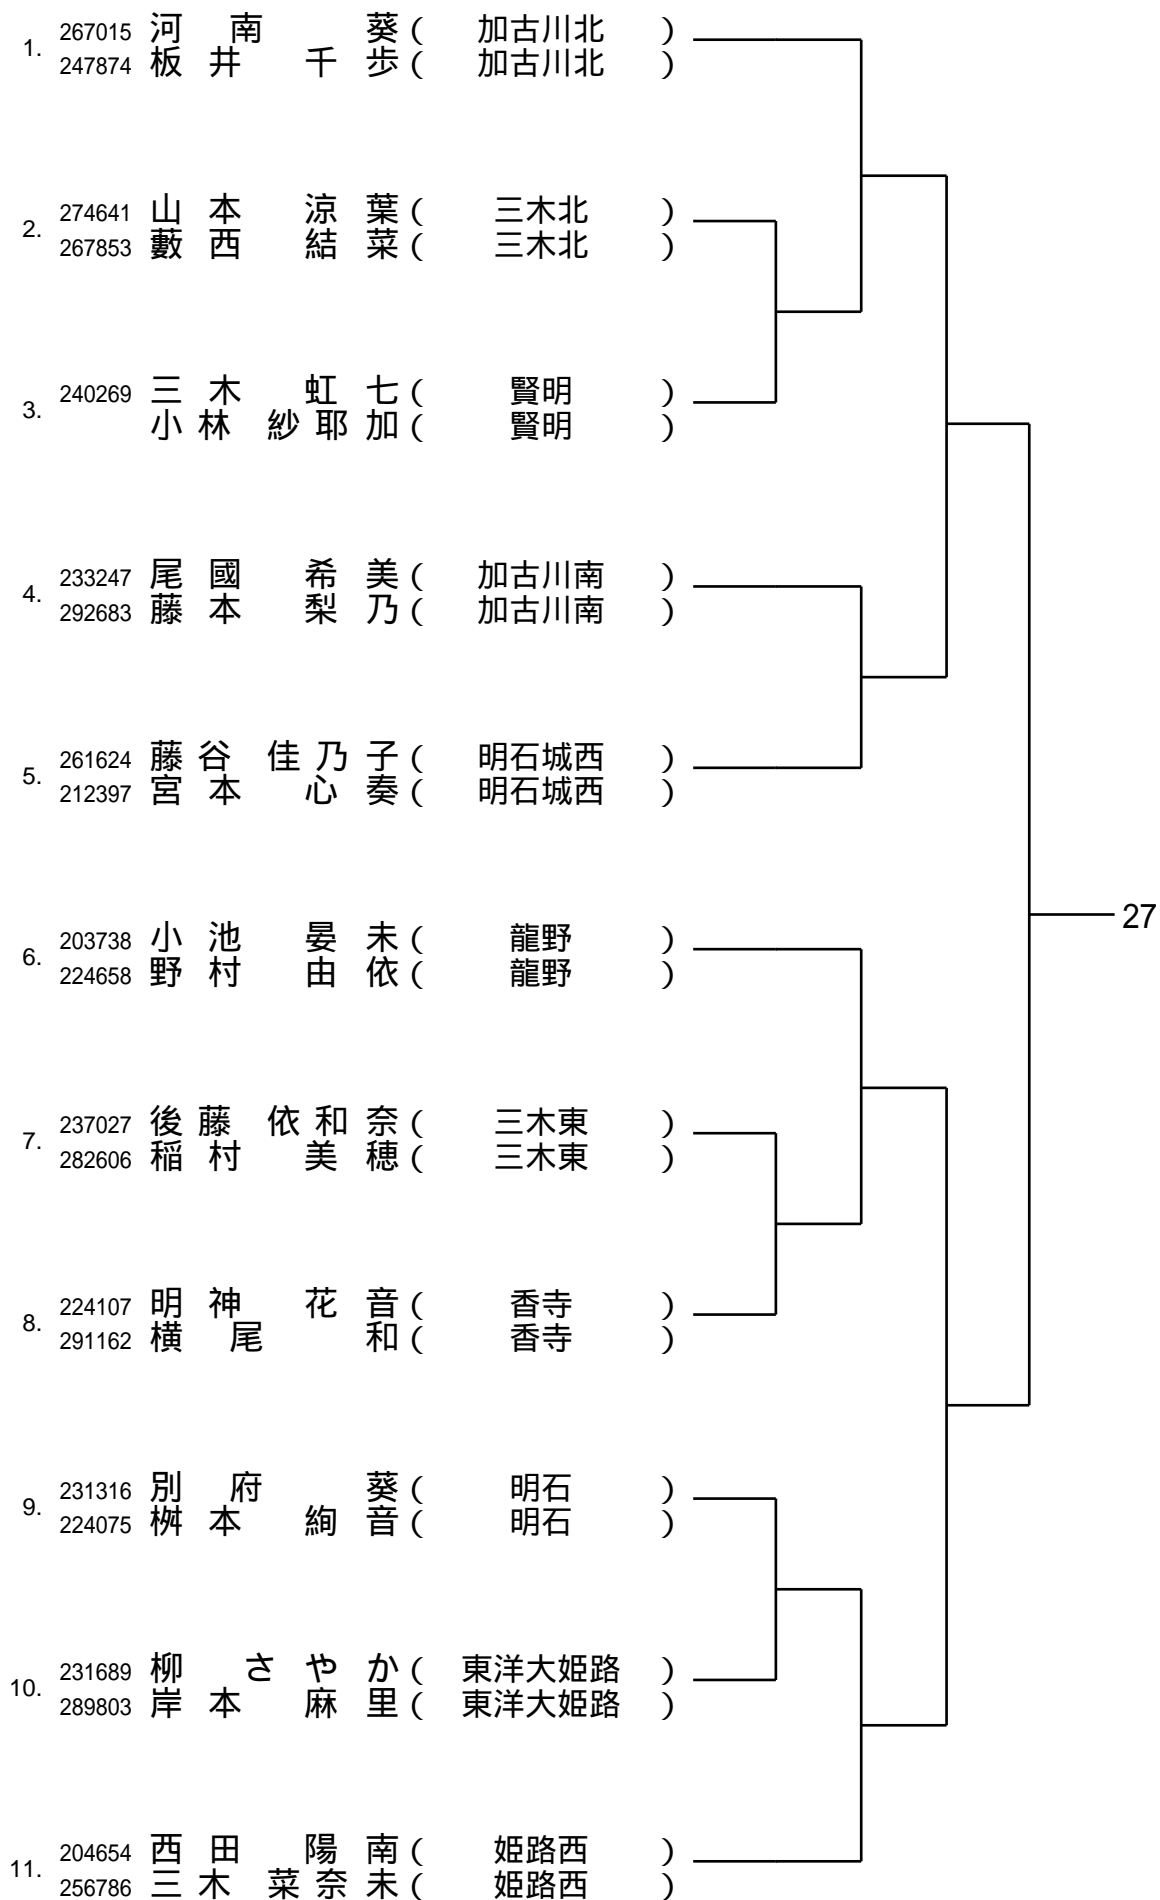 1. 267015 河南 葵 ( 加古川北 )
247874 板井 千歩 ( 加古川北 )
2. 274641 山本 涼葉 ( 三木北 )
267853 藪西 結菜 ( 三木北 )
3. 240269 三木 虹七 ( 賢明 )
小林 紗耶加 ( 賢明 )
4. 233247 尾國 希美 ( 加古川南 )
292683 藤本 梨乃 ( 加古川南 )
5. 261624 藤谷 佳乃子 ( 明石城西 )
212397 宮本 心奏 ( 明石城西 )
6. 203738 小池 晏未 ( 龍野 )
224658 野村 由依 ( 龍野 )
27
7. 237027 後藤 依和奈 ( 三木東 )
282606 稲村 美穂 ( 三木東 )
8. 224107 明神 花音 ( 香寺 )
291162 横尾 和 ( 香寺 )
9. 231316 別府 葵 ( 明石 )
224075 桝本 絢音 ( 明石 )
10. 231689 柳 さやか ( 東洋大姫路 )
289803 岸本 麻里 ( 東洋大姫路 )
11. 204654 西田 陽南 ( 姫路西 )
256786 三木 菜奈未 ( 姫路西 )